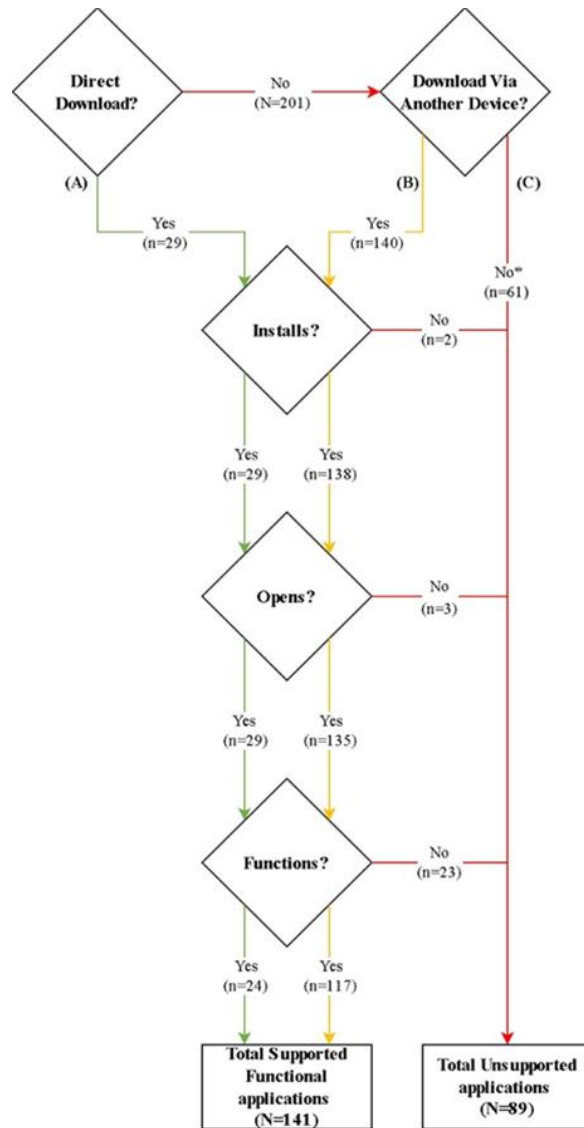 Direct
Download?
No
(N=201)
Download Via
Another Device?
(A)
(B)
(C)
Yes
(n=29)
Yes
(n=140)
No*
(n=61)
Installs?
No
(n=2)
Yes
(n=29)
Yes
(n=138)
Opens?
No
(n=3)
Yes
(n=29)
Yes
(n=135)
Functions?
No
(n=23)
Yes
(n=24)
Yes
(n=117)
Total Supported
Functional
applications
(N=141)
Total Unsupported
applications
(N=89)